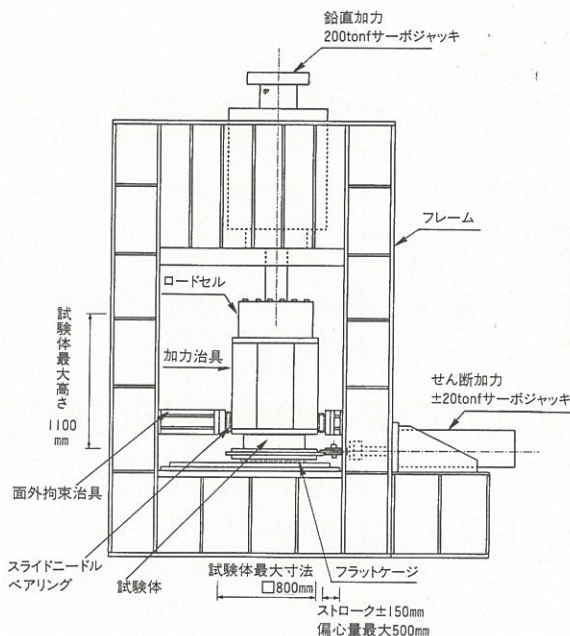 鉛直加力
200tonfサーボジャッキ
フレーム
ロードセル
試験体最大高さ
1100
mm
加力治具
せん断加力
±20tonfサーボジャッキ
面外拘束治具
スライドニードル
ベアリング
試験体
試験体最大寸法
□800mm
フラットケージ
ストローク±150mm
偏心量最大500mm